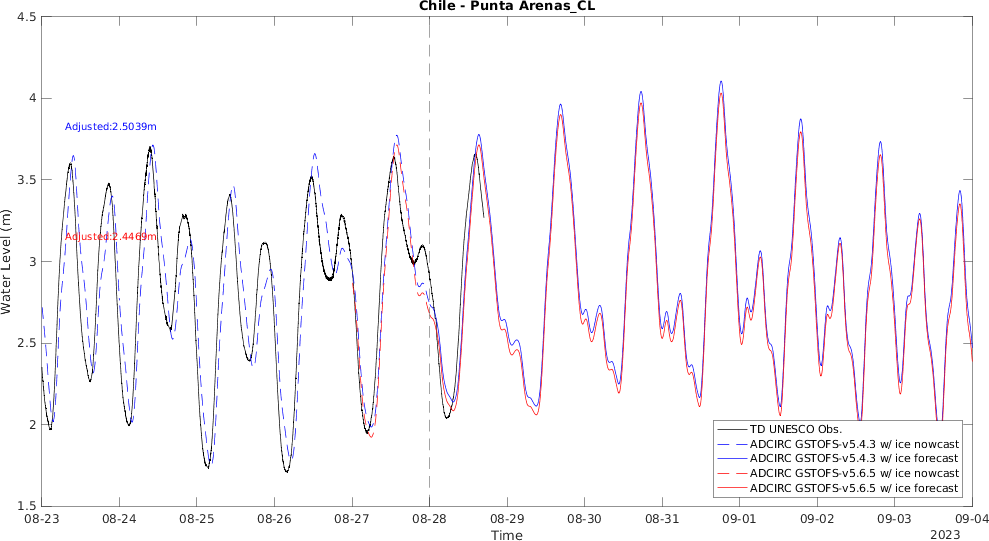 Chile - Punta Arenas_CL
4.5
4
3.5
3
2.5
2
1.5
Water Level (m)
Adjusted:2.5039m
Adjusted:2.4469m
TD UNESCO Obs.
ADCIRC GSTOFS-v5.4.3 w/ ice nowcast
ADCIRC GSTOFS-v5.4.3 w/ ice forecast
ADCIRC GSTOFS-v5.6.5 w/ ice nowcast
ADCIRC GSTOFS-v5.6.5 w/ ice forecast
08-23 08-24 08-25 08-26 08-27 08-28 08-29 08-30 08-31 09-01 09-02 09-03 09-04
Time
2023